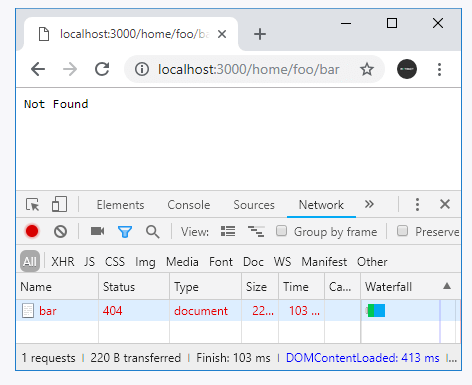 localhost:3000/home/foo/ba
localhost:3000/home/foo/bar
Not Found
Elements Console Sources Network »
View: Group by frame Preserve
All XHR JS CSS Img Media Font Doc WS Manifest Other
Name Status Type Size Time Ca... Waterfall
bar 404 document 22... 103 ...
1 requests 220 B transferred Finish: 103 ms DOMContentLoaded: 413 ms ...